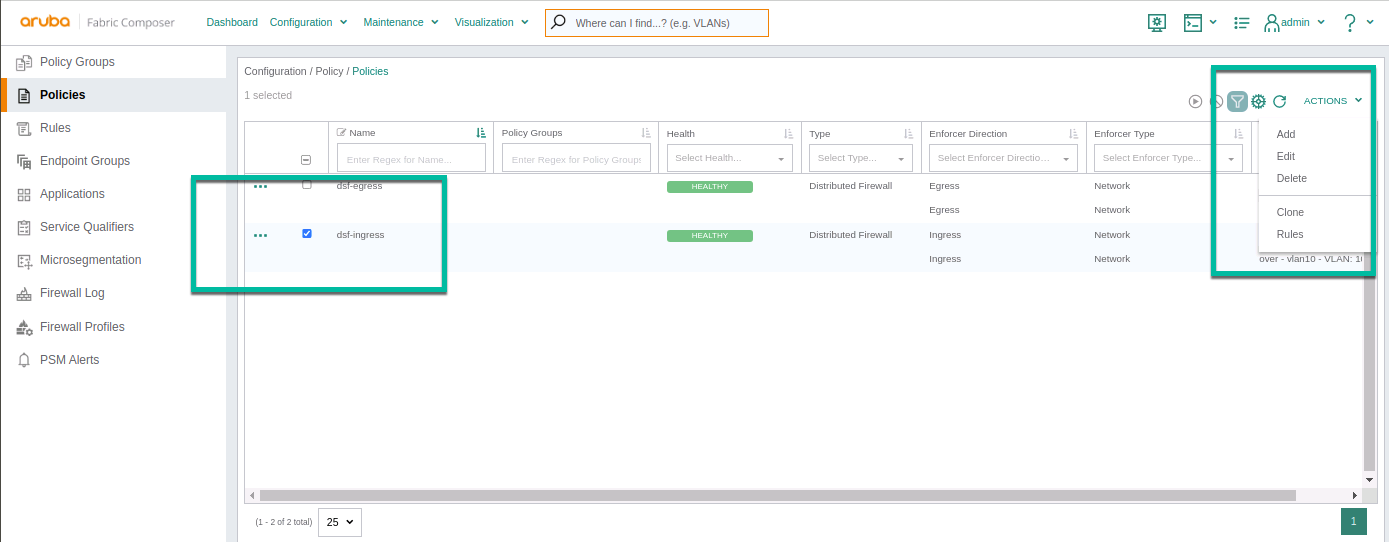 aruba Fabric Composer Dashboard Configuration Maintenance Visualization Where can I find...? (e.g. VLANs) admin ?
Policy Groups
Policies
Rules
Endpoint Groups
Applications
Service Qualifiers
Microsegmentation
Firewall Log
Firewall Profiles
PSM Alerts
Configuration / Policy / Policies
1 selected
ACTIONS
Add
Edit
Delete
Clone
Rules
Name Policy Groups Health Type Enforcer Direction Enforcer Type
Enter Regex for Name... Enter Regex for Policy Groups Select Health... Select Type... Select Enforcer Directio... Select Enforcer Type...
dsf-egress HEALTHY Distributed Firewall Egress Network
Egress Network
dsf-ingress HEALTHY Distributed Firewall Ingress Network
Ingress Network over - vlan10 - VLAN: 10
(1 - 2 of 2 total) 25 1